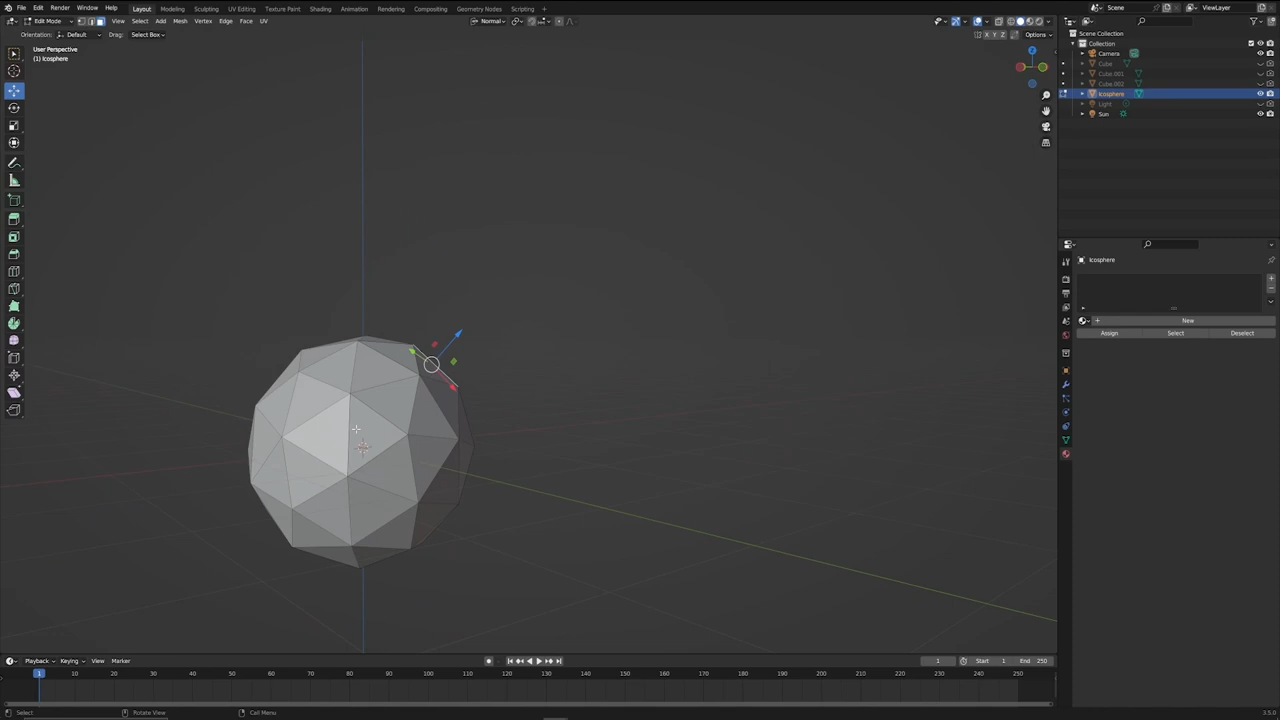 File Edit Render Window Help Layout Modeling Sculpting UV Editing Texture Paint Shading Animation Rendering Compositing Geometry Nodes Scripting + Scene ViewLayer
Edit Mode View Select Add Mesh Vertex Edge Face UV Normal
Orientation: Default Drag: Select Box X Y Z Options
User Perspective
(1) Icosphere
Z
Scene Collection
Collection
Camera
Cube
Cube.001
Cube.002
Icosphere
Light
Sun
Icosphere
New
Assign Select Deselect
Playback Keying View Marker 1 Start 1 End 250
1 10 20 30 40 50 60 70 80 90 100 110 120 130 140 150 160 170 180 190 200 210 220 230 240 250
Select Rotate View Call Menu 3.5.0